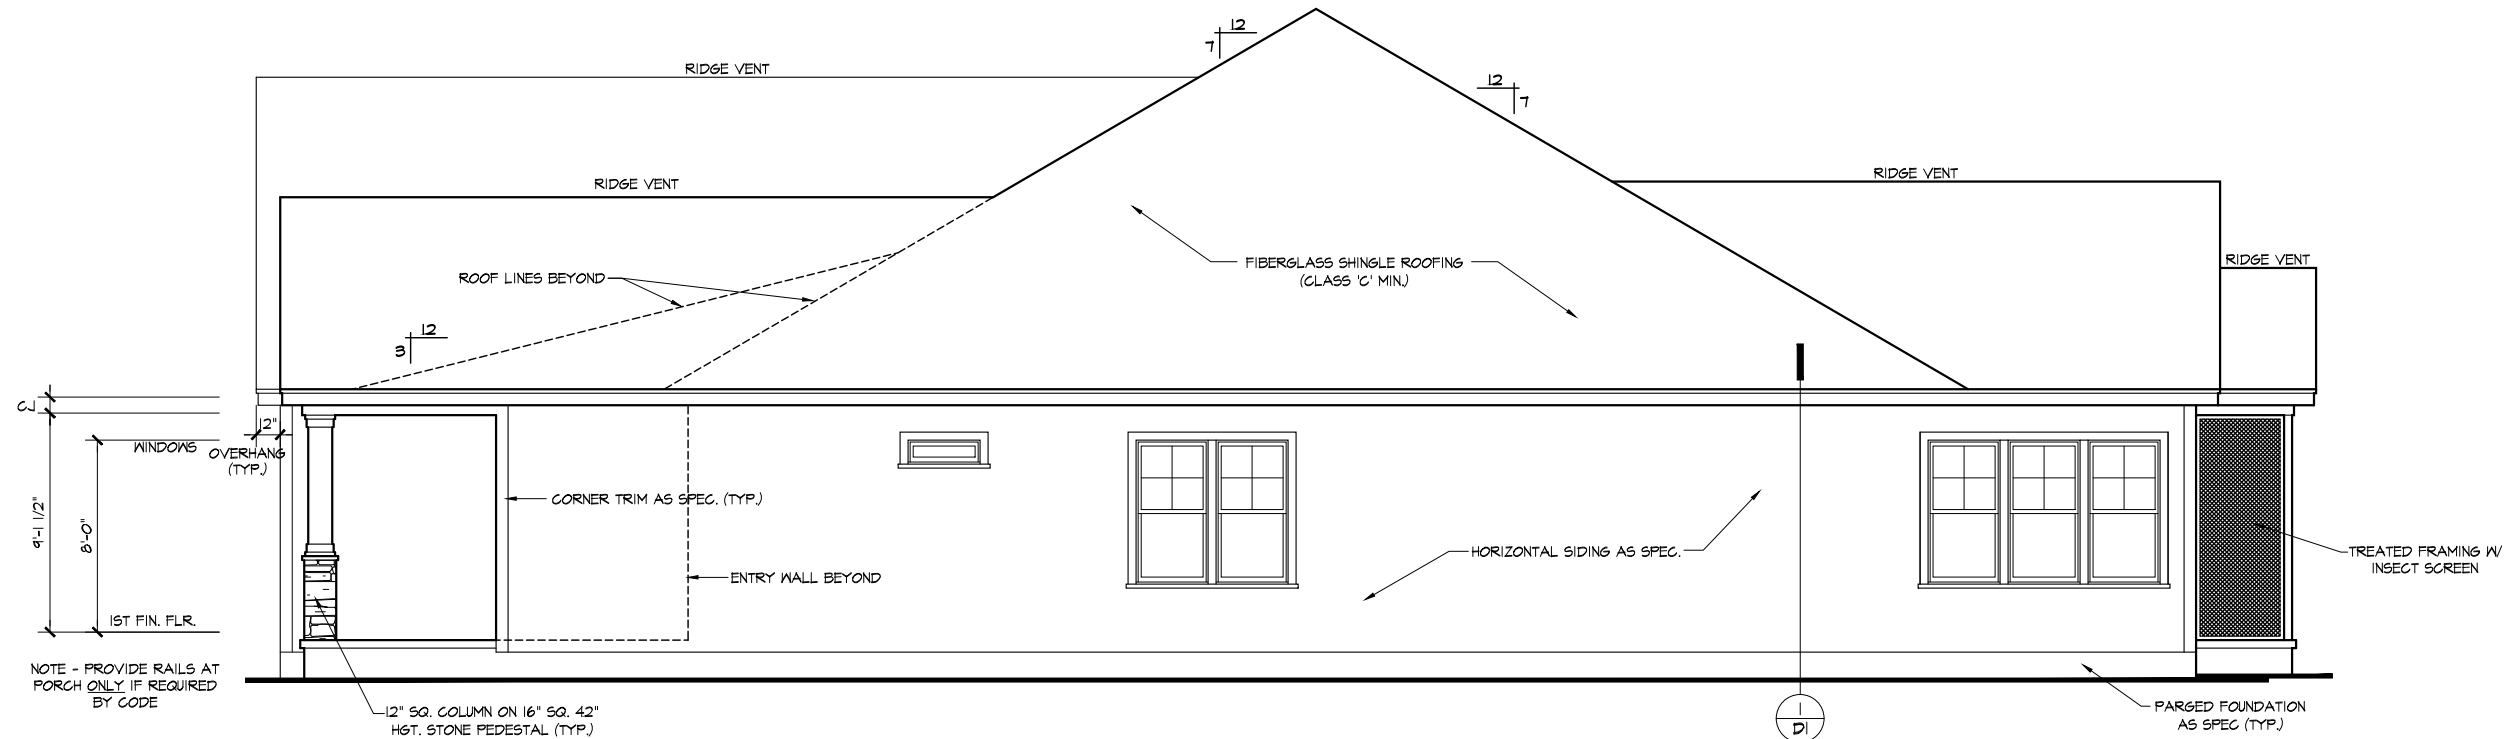 12
7
RIDGE VENT
12
7
RIDGE VENT
RIDGE VENT
RIDGE VENT
FIBERGLASS SHINGLE ROOFING
(CLASS 'C' MIN.)
ROOF LINES BEYOND
12
3
CJ
12"
WINDOWS
OVERHANG
(TYP.)
9'-1 1/2"
8'-0"
CORNER TRIM AS SPEC. (TYP.)
HORIZONTAL SIDING AS SPEC.
TREATED FRAMING W/
INSECT SCREEN
ENTRY WALL BEYOND
1ST FIN. FLR.
NOTE - PROVIDE RAILS AT
PORCH ONLY IF REQUIRED
BY CODE
12" SQ. COLUMN ON 16" SQ. 42"
HGT. STONE PEDESTAL (TYP.)
1
D1
PARGED FOUNDATION
AS SPEC (TYP.)